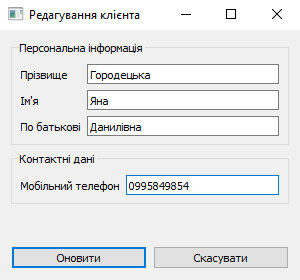 Редагування клієнта
Персональна інформація
Прізвище Городецька
Ім'я Яна
По батькові Данилівна
Контактні дані
Мобільний телефон 0995849854
Оновити Скасувати